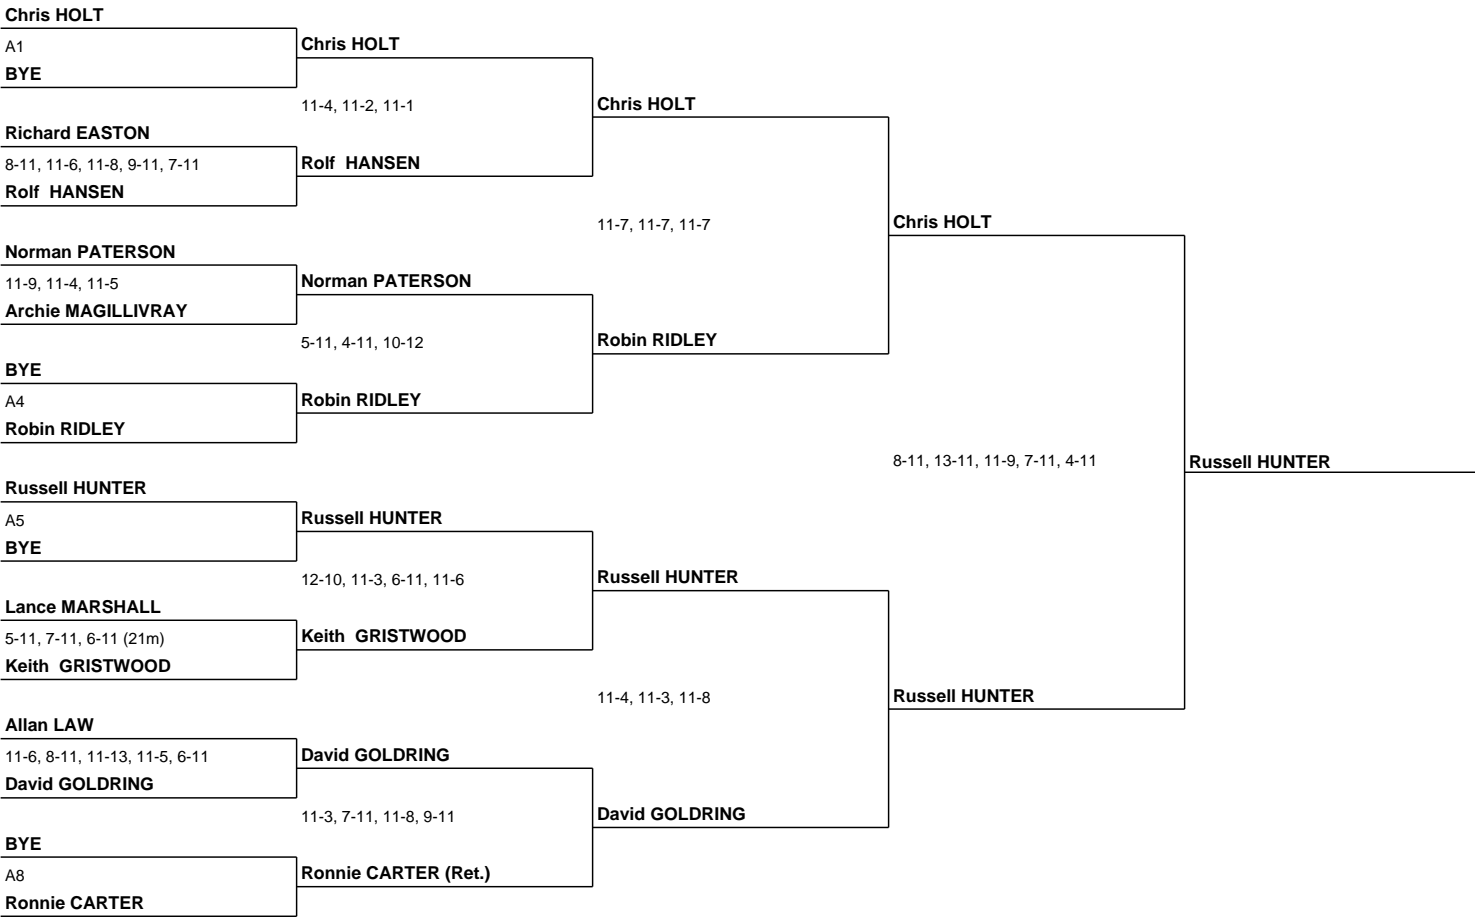 Chris HOLT
A1
BYE
Richard EASTON
8-11, 11-6, 11-8, 9-11, 7-11
Rolf  HANSEN
Norman PATERSON
11-9, 11-4, 11-5
Archie MAGILLIVRAY
BYE
A4
Robin RIDLEY
Russell HUNTER
A5
BYE
Lance MARSHALL
5-11, 7-11, 6-11 (21m)
Keith  GRISTWOOD
Allan LAW
11-6, 8-11, 11-13, 11-5, 6-11
David GOLDRING
BYE
A8
Ronnie CARTER
Chris HOLT
11-4, 11-2, 11-1
Rolf  HANSEN
Norman PATERSON
5-11, 4-11, 10-12
Robin RIDLEY
Russell HUNTER
12-10, 11-3, 6-11, 11-6
Keith  GRISTWOOD
David GOLDRING
11-3, 7-11, 11-8, 9-11
Ronnie CARTER (Ret.)
Chris HOLT
11-7, 11-7, 11-7
Robin RIDLEY
Russell HUNTER
11-4, 11-3, 11-8
David GOLDRING
Chris HOLT
8-11, 13-11, 11-9, 7-11, 4-11
Russell HUNTER
Russell HUNTER